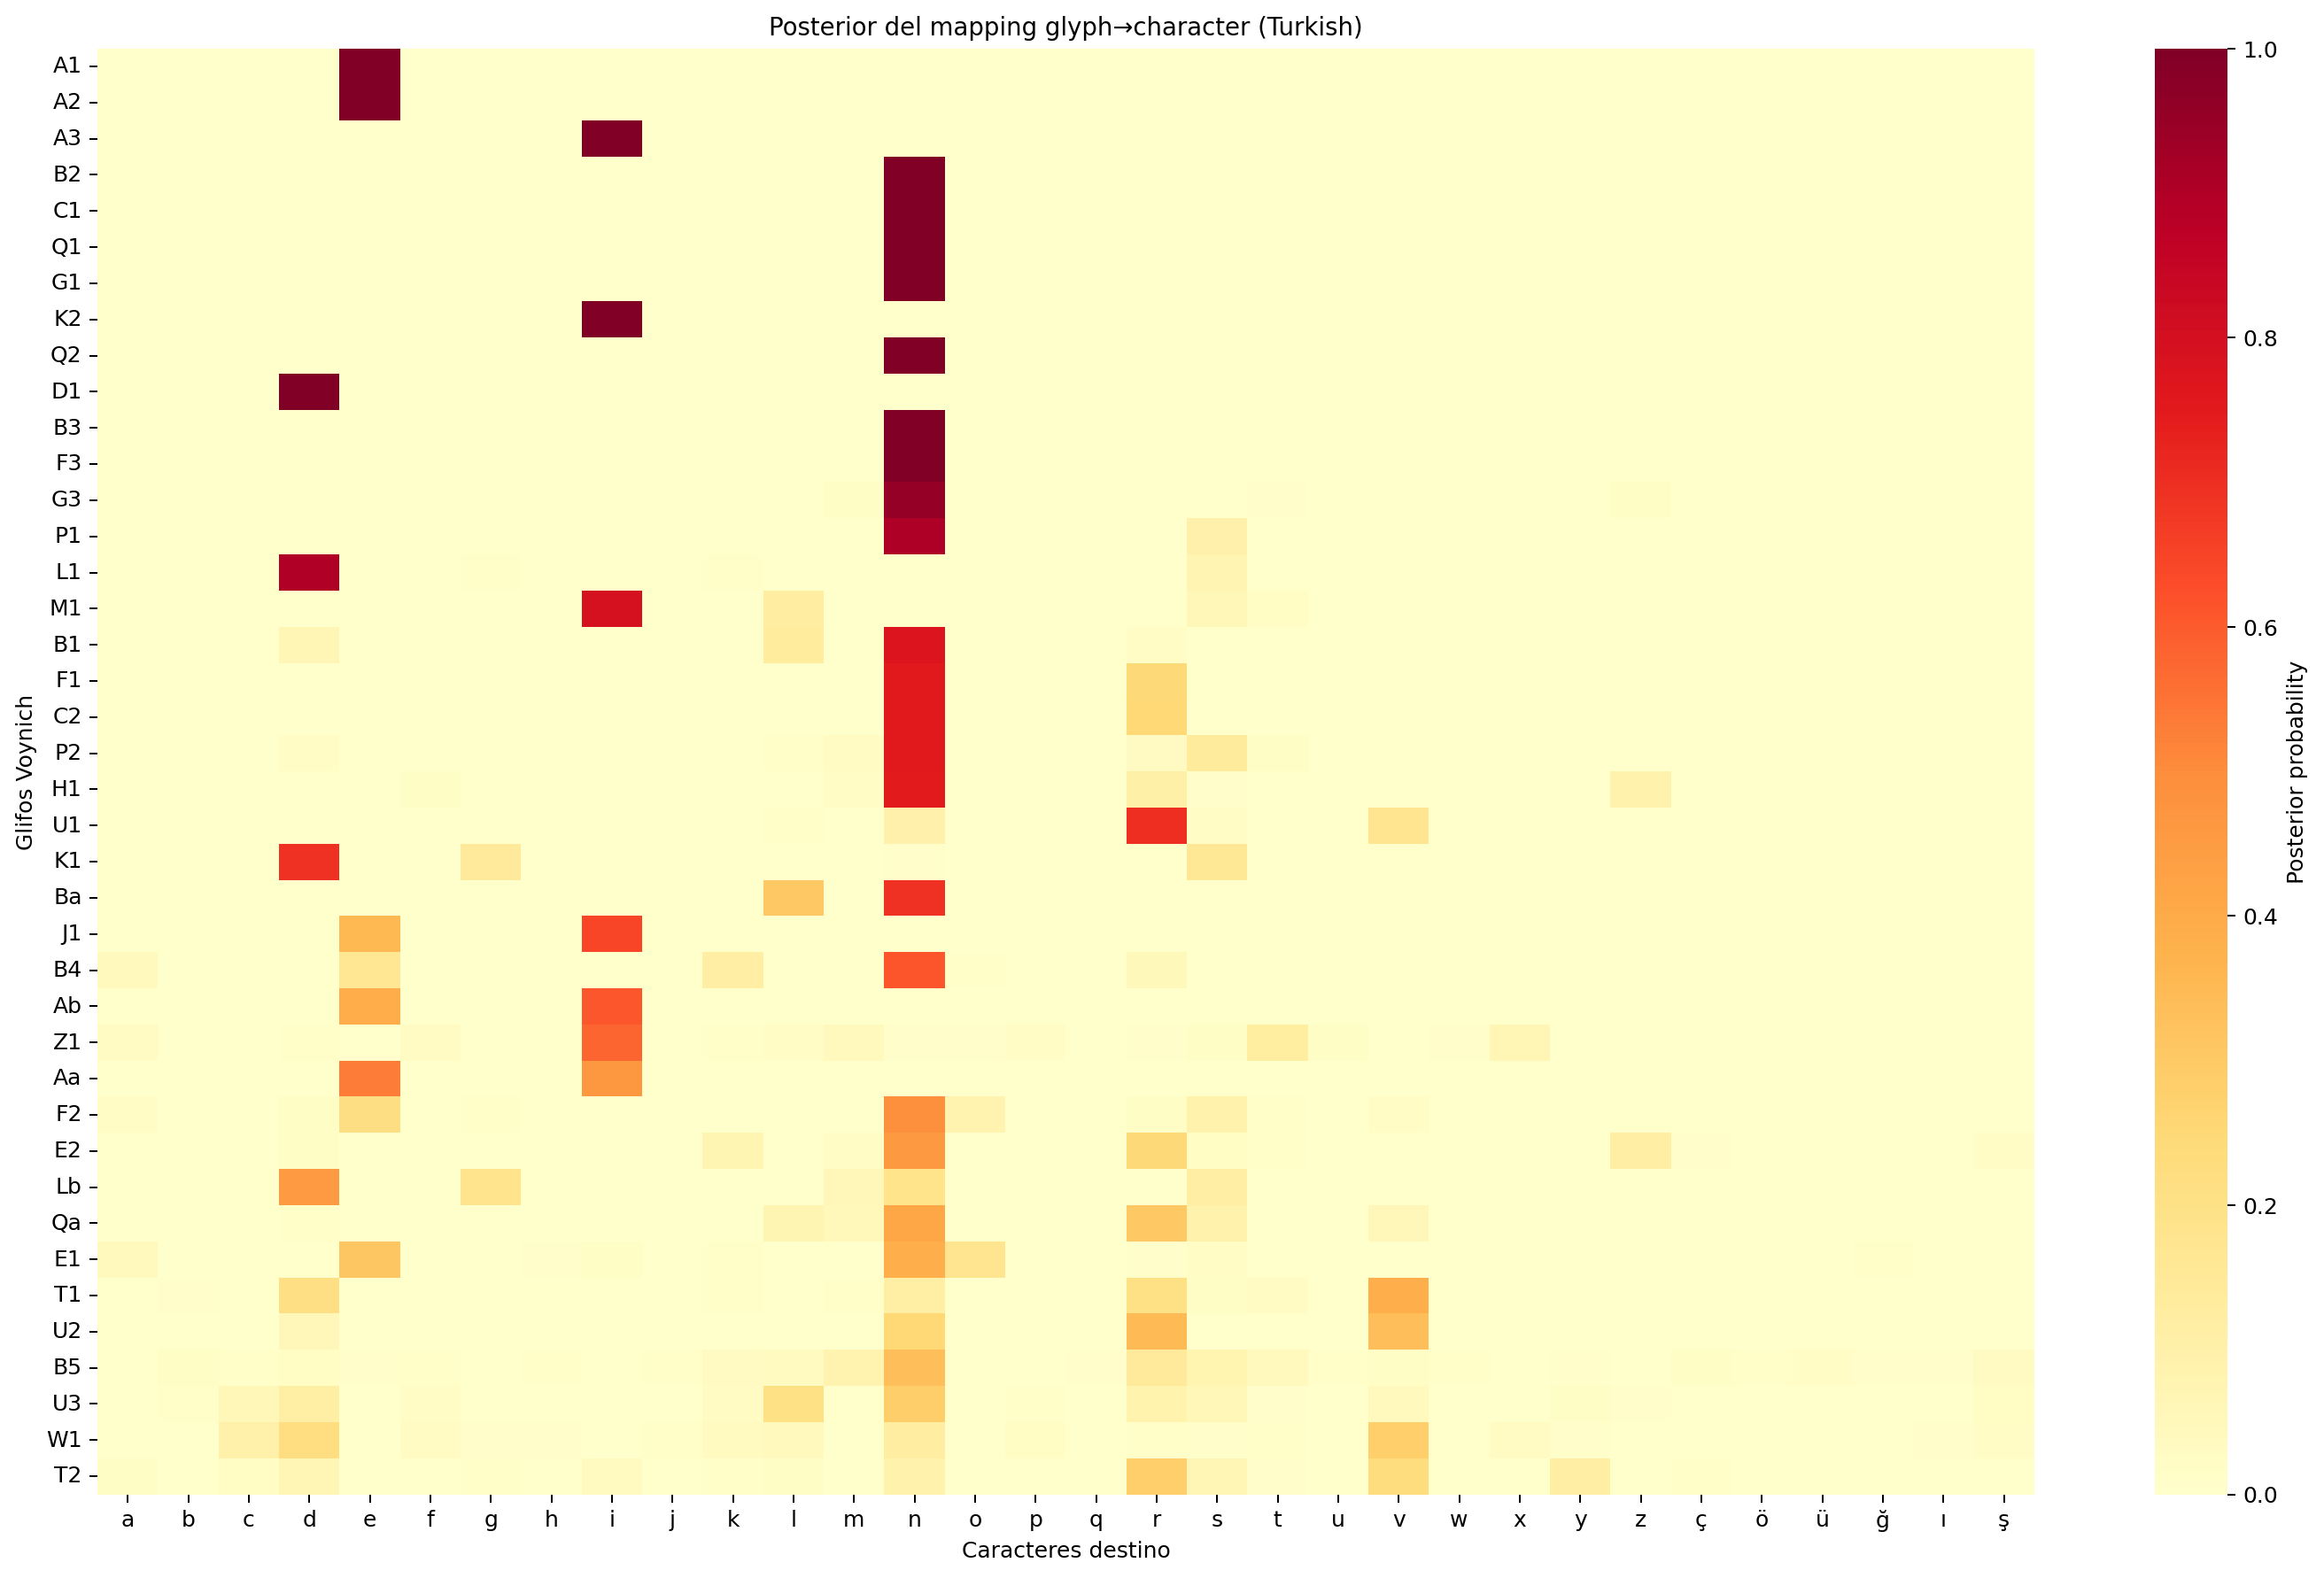 Posterior del mapping glyph→character (Turkish)
Glifos Voynich
A1
A2
A3
B2
C1
Q1
G1
K2
Q2
D1
B3
F3
G3
P1
L1
M1
B1
F1
C2
P2
H1
U1
K1
Ba
J1
B4
Ab
Z1
Aa
F2
E2
Lb
Qa
E1
T1
U2
B5
U3
W1
T2
a b c d e f g h i j k l m n o p q r s t u v w x y z ç ö ü ğ ı ş
Caracteres destino
1.0
0.8
0.6
0.4
0.2
0.0
Posterior probability